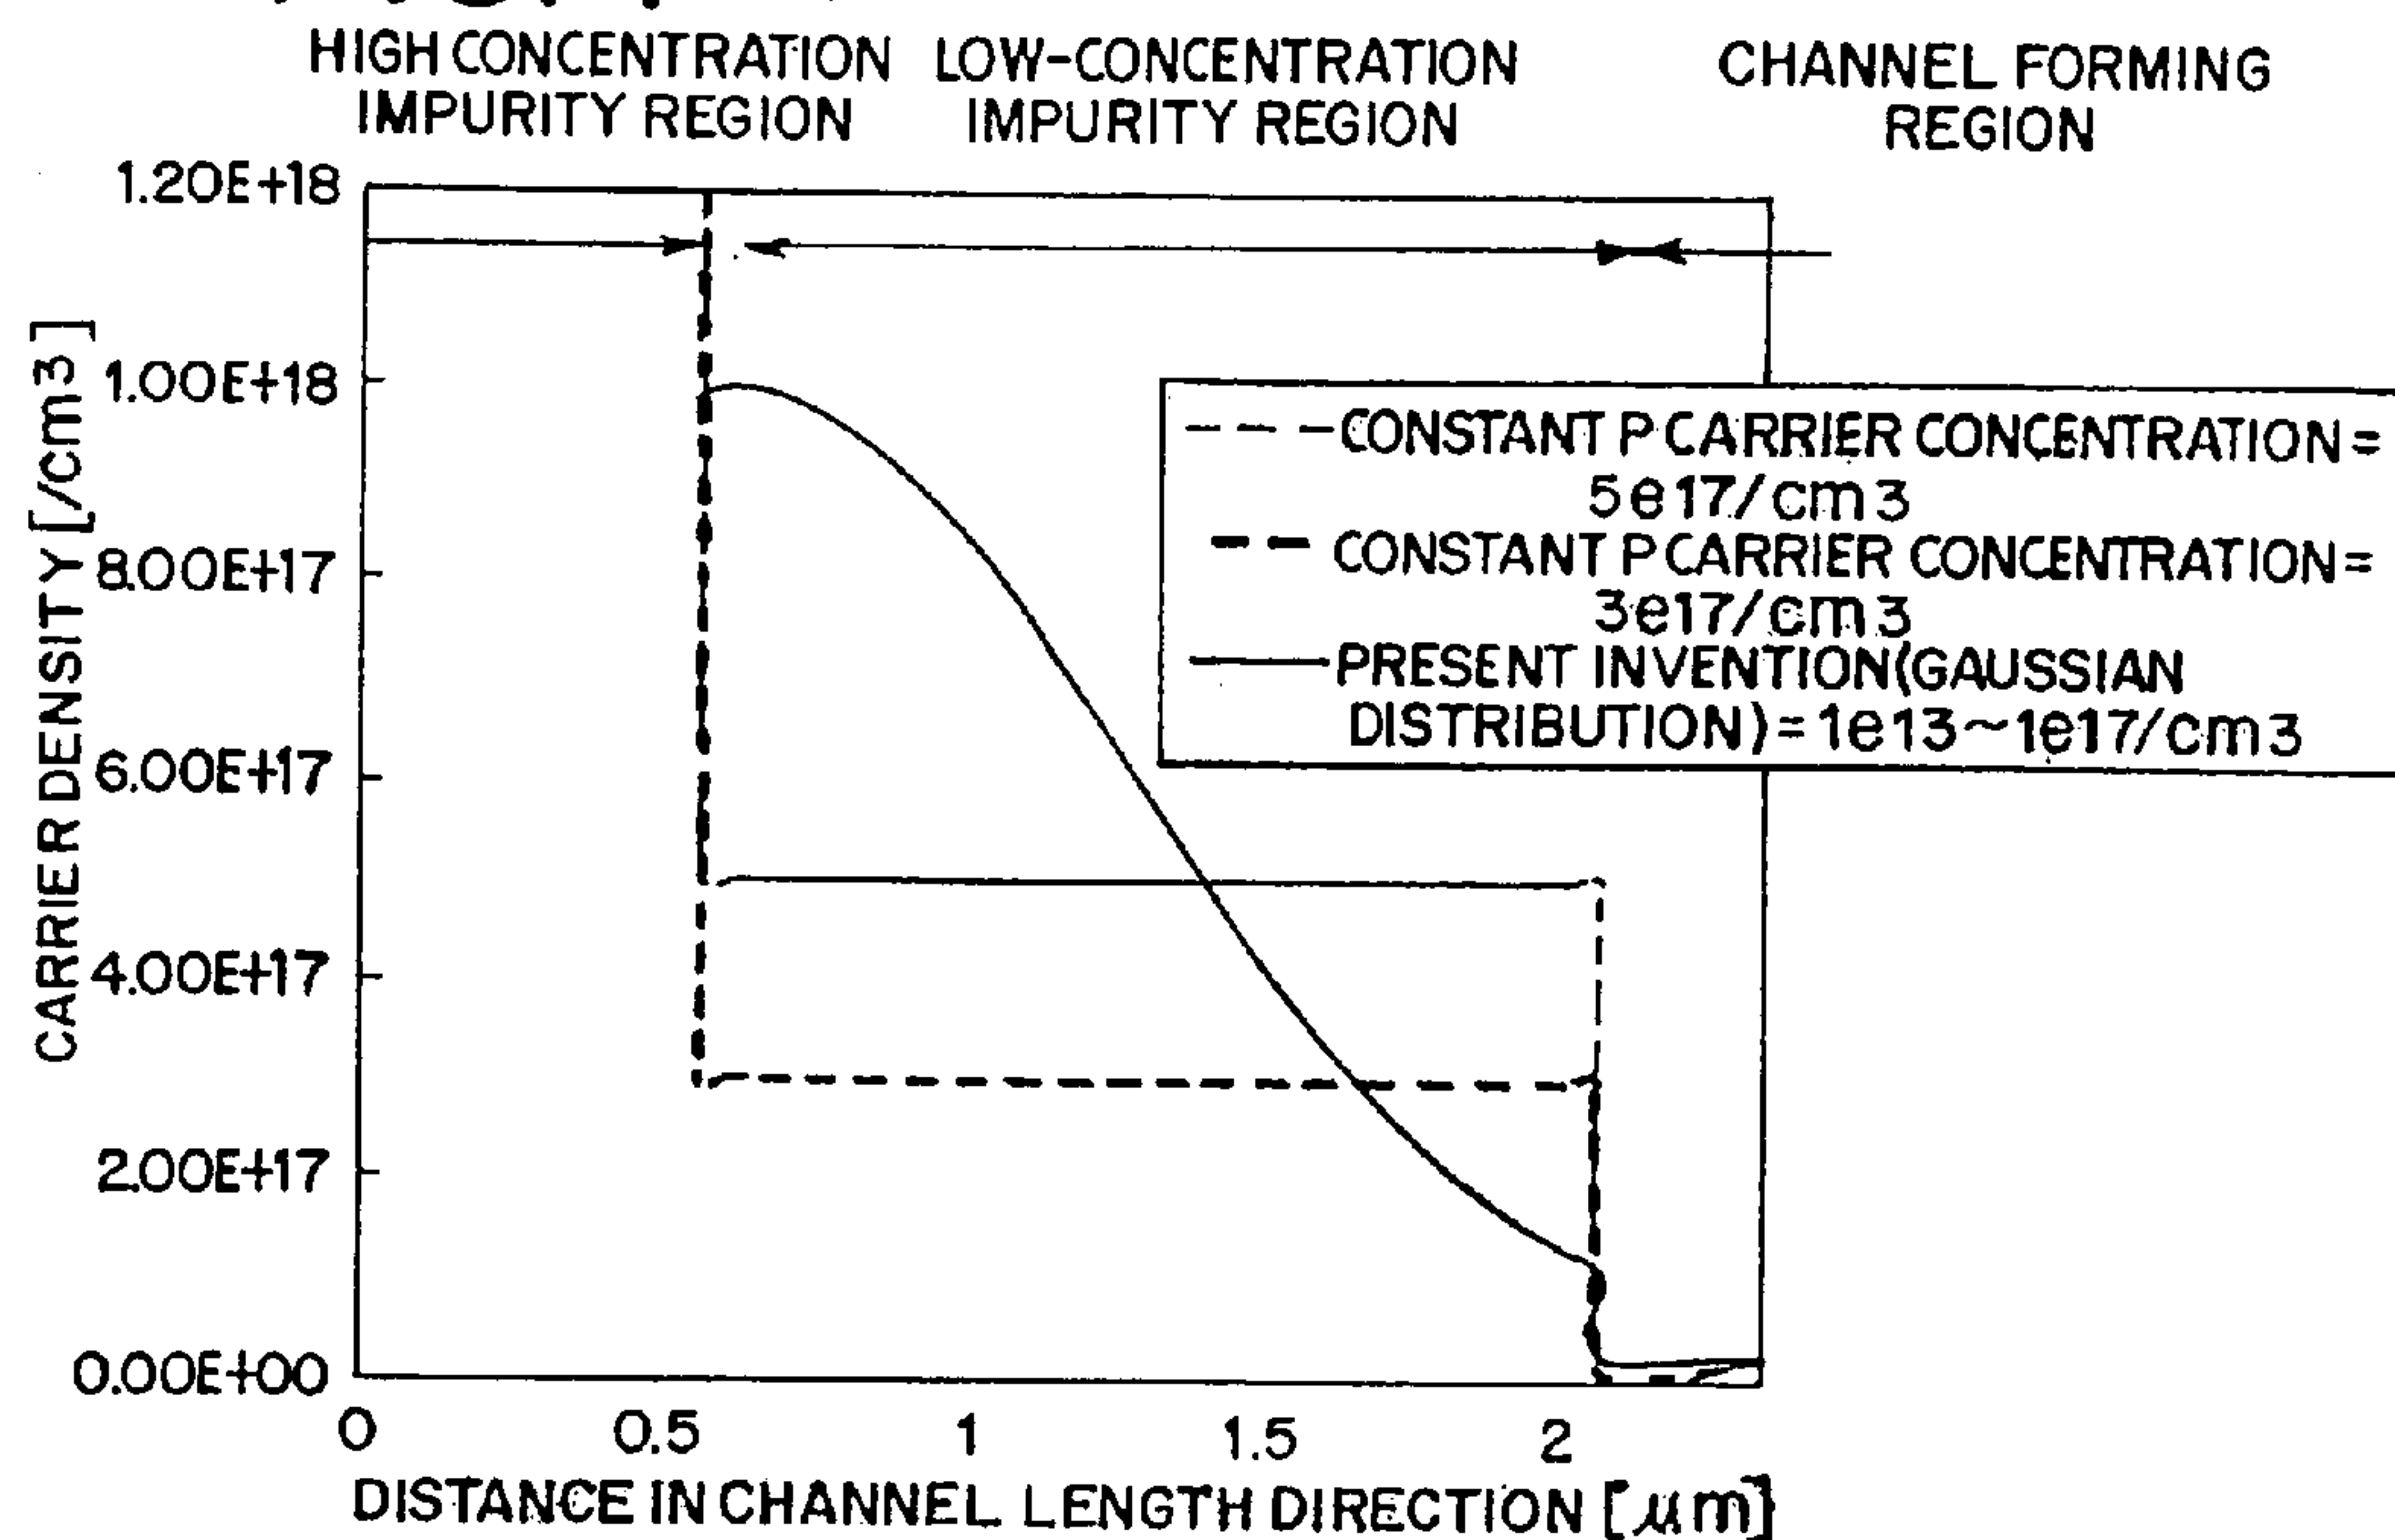 HIGH CONCENTRATION
IMPURITY REGION
LOW-CONCENTRATION
IMPURITY REGION
CHANNEL FORMING
REGION
1.20E+18
1.00E+18
8.00E+17
6.00E+17
4.00E+17
2.00E+17
0.00E+00
CARRIER DENSITY [/cm3]
---CONSTANT P CARRIER CONCENTRATION=
5e17/cm3
-- CONSTANT P CARRIER CONCENTRATION=
3e17/cm3
PRESENT INVENTION(GAUSSIAN
DISTRIBUTION)=1e13~1e17/cm3
0 0.5 1 1.5 2
DISTANCE IN CHANNEL LENGTH DIRECTION [μm]